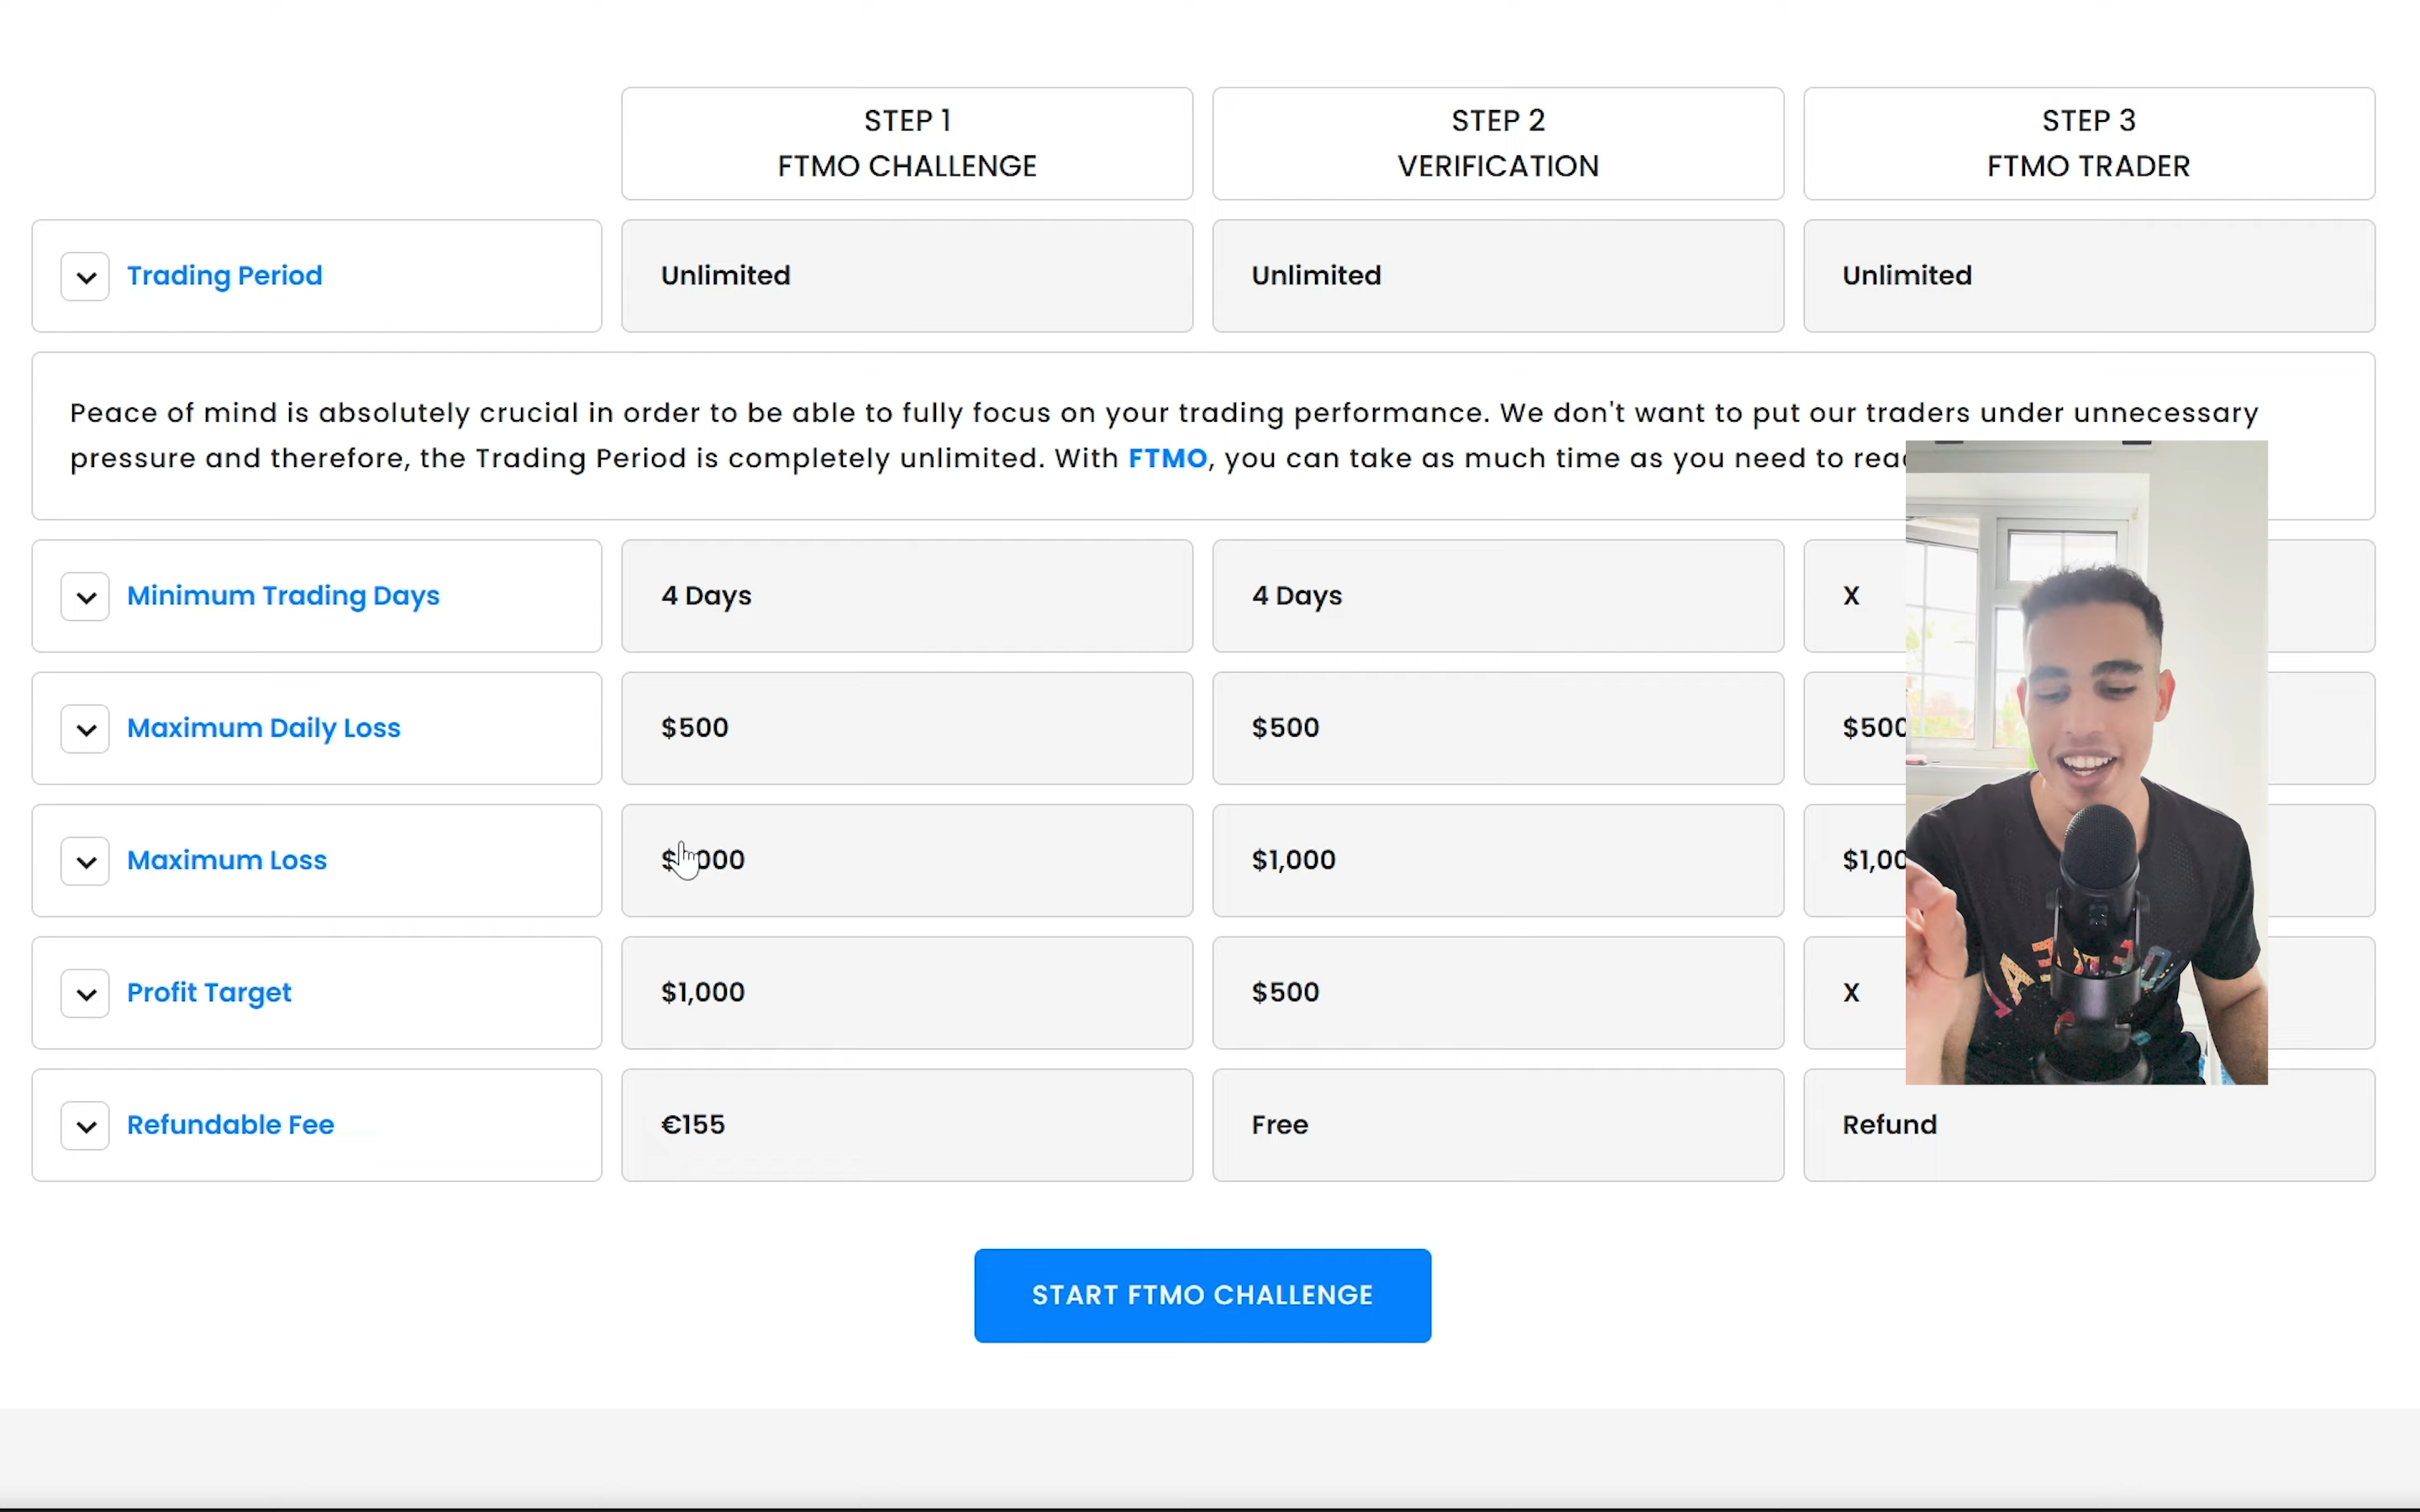 STEP 1
FTMO CHALLENGE
STEP 2
VERIFICATION
STEP 3
FTMO TRADER
Trading Period
Unlimited
Unlimited
Unlimited
Peace of mind is absolutely crucial in order to be able to fully focus on your trading performance. We don't want to put our traders under unnecessary
pressure and therefore, the Trading Period is completely unlimited. With FTMO, you can take as much time as you need to
Minimum Trading Days
4 Days
4 Days
X
Maximum Daily Loss
$500
$500
$500
Maximum Loss
$1,000
Profit Target
$1,000
$500
X
Refundable Fee
€155
Free
Refund
START FTMO CHALLENGE